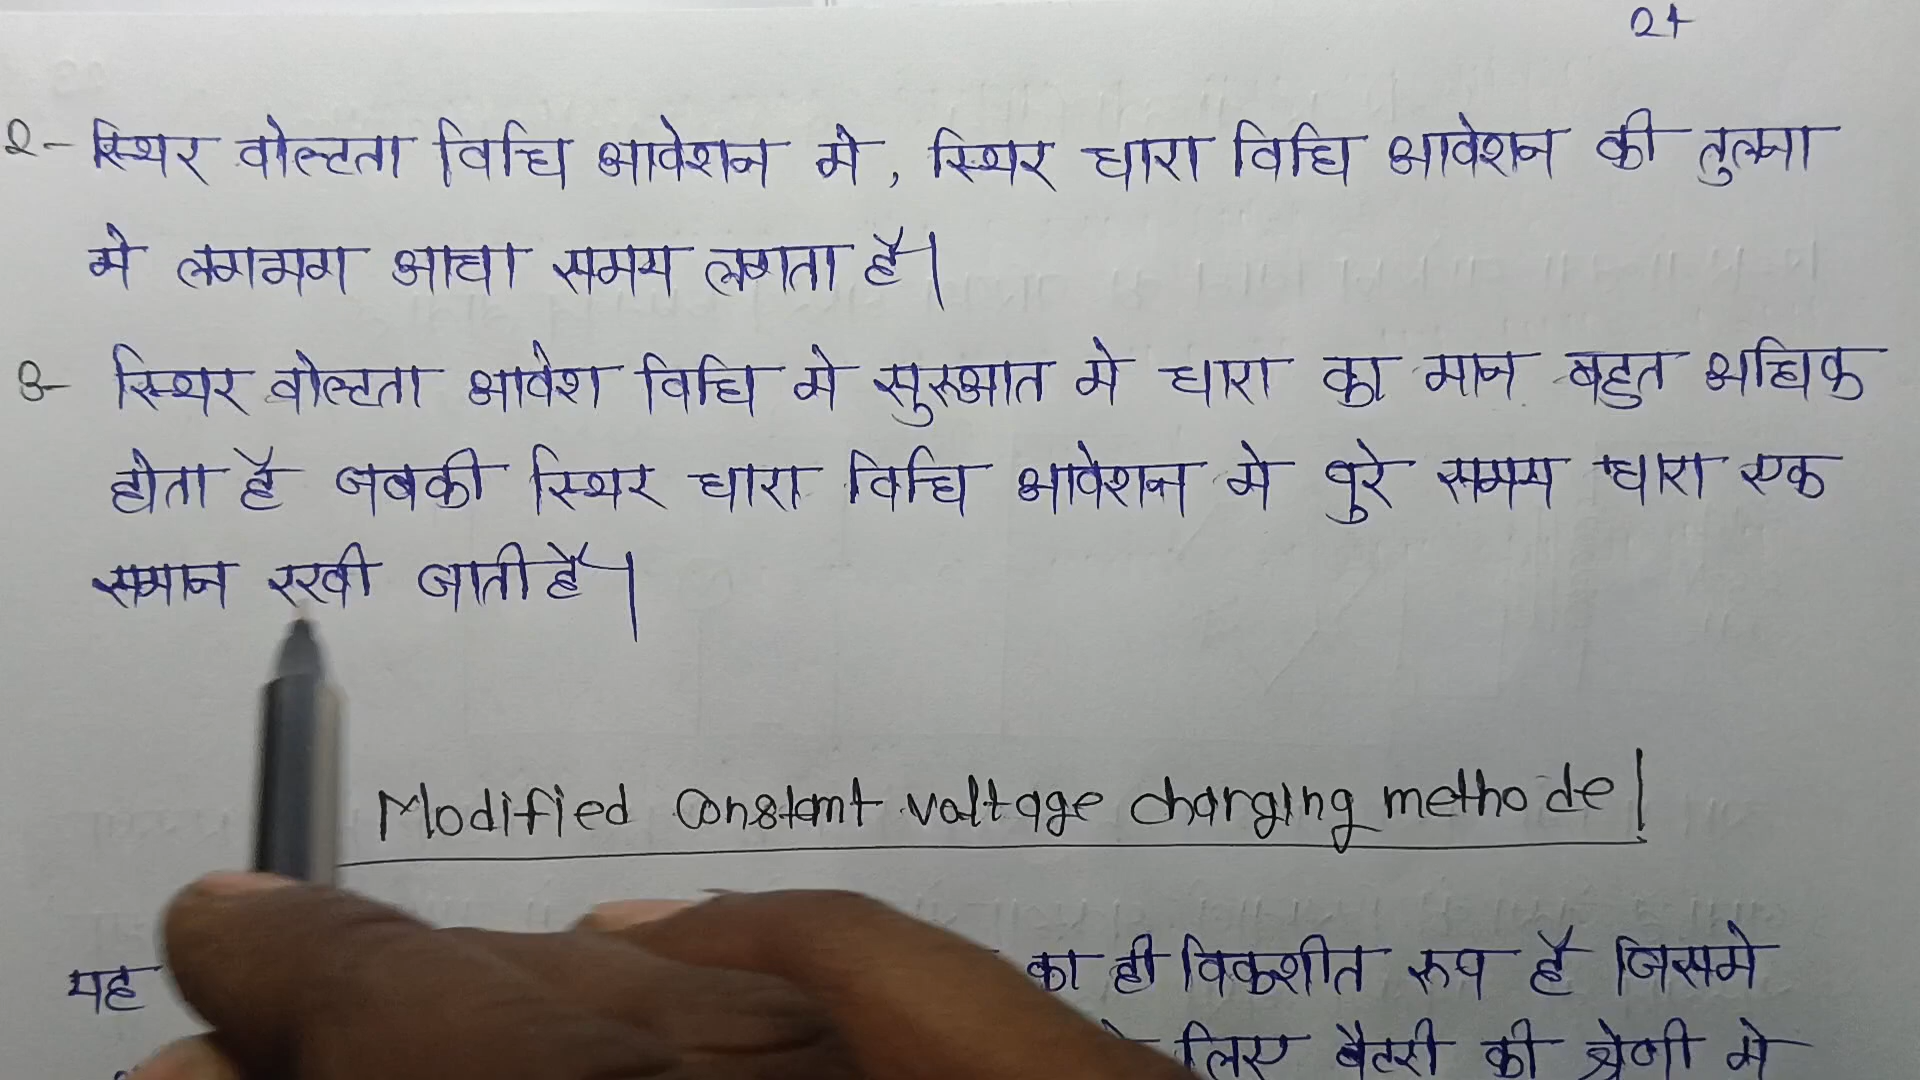 24
2- स्थिर वोल्टता विधि आवेशन मे, स्थिर धारा विधि आवेशन की तुलना
मे लगभग आधा समय लगता है।
3- स्थिर वोल्टता आवेश विधि मे सुरुआत मे धारा का मान बहुत अधिक
होता है जबकी स्थिर धारा विधि आवेशन मे पुरे समय धारा एक
समान रखी जाती है।
Modified Constant voltage charging methode।
यह का ही विकशीत रूप है जिसमे
लिए बैटरी की श्रेणी मे